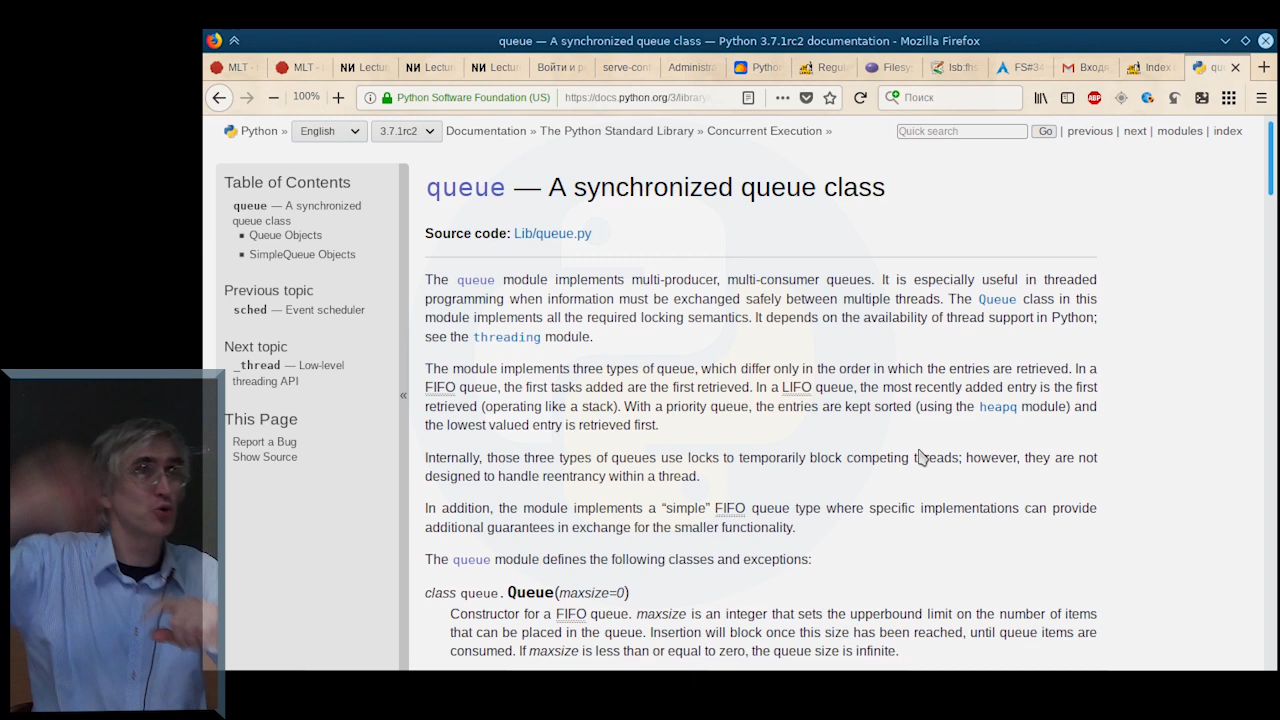 queue — A synchronized queue class — Python 3.7.1rc2 documentation - Mozilla Firefox
MLT - MLT - Lectur Lectur Lectur Войти и р serve-con Administra Python Regule Filesy lsb:fhs FS#34 Входя Index qu
100% Python Software Foundation (US) https://docs.python.org/3/library Поиск ABP
Python » English 3.7.1rc2 Documentation » The Python Standard Library » Concurrent Execution » Quick search Go | previous | next | modules | index
Table of Contents
queue — A synchronized
queue class
Queue Objects
SimpleQueue Objects
Previous topic
sched — Event scheduler
Next topic
_thread — Low-level
threading API
This Page
Report a Bug
Show Source
«
queue — A synchronized queue class
Source code: Lib/queue.py
The queue module implements multi-producer, multi-consumer queues. It is especially useful in threaded
programming when information must be exchanged safely between multiple threads. The Queue class in this
module implements all the required locking semantics. It depends on the availability of thread support in Python;
see the threading module.
The module implements three types of queue, which differ only in the order in which the entries are retrieved. In a
FIFO queue, the first tasks added are the first retrieved. In a LIFO queue, the most recently added entry is the first
retrieved (operating like a stack). With a priority queue, the entries are kept sorted (using the heapq module) and
the lowest valued entry is retrieved first.
Internally, those three types of queues use locks to temporarily block competing threads; however, they are not
designed to handle reentrancy within a thread.
In addition, the module implements a “simple” FIFO queue type where specific implementations can provide
additional guarantees in exchange for the smaller functionality.
The queue module defines the following classes and exceptions:
class queue.Queue(maxsize=0)
Constructor for a FIFO queue. maxsize is an integer that sets the upperbound limit on the number of items
that can be placed in the queue. Insertion will block once this size has been reached, until queue items are
consumed. If maxsize is less than or equal to zero, the queue size is infinite.